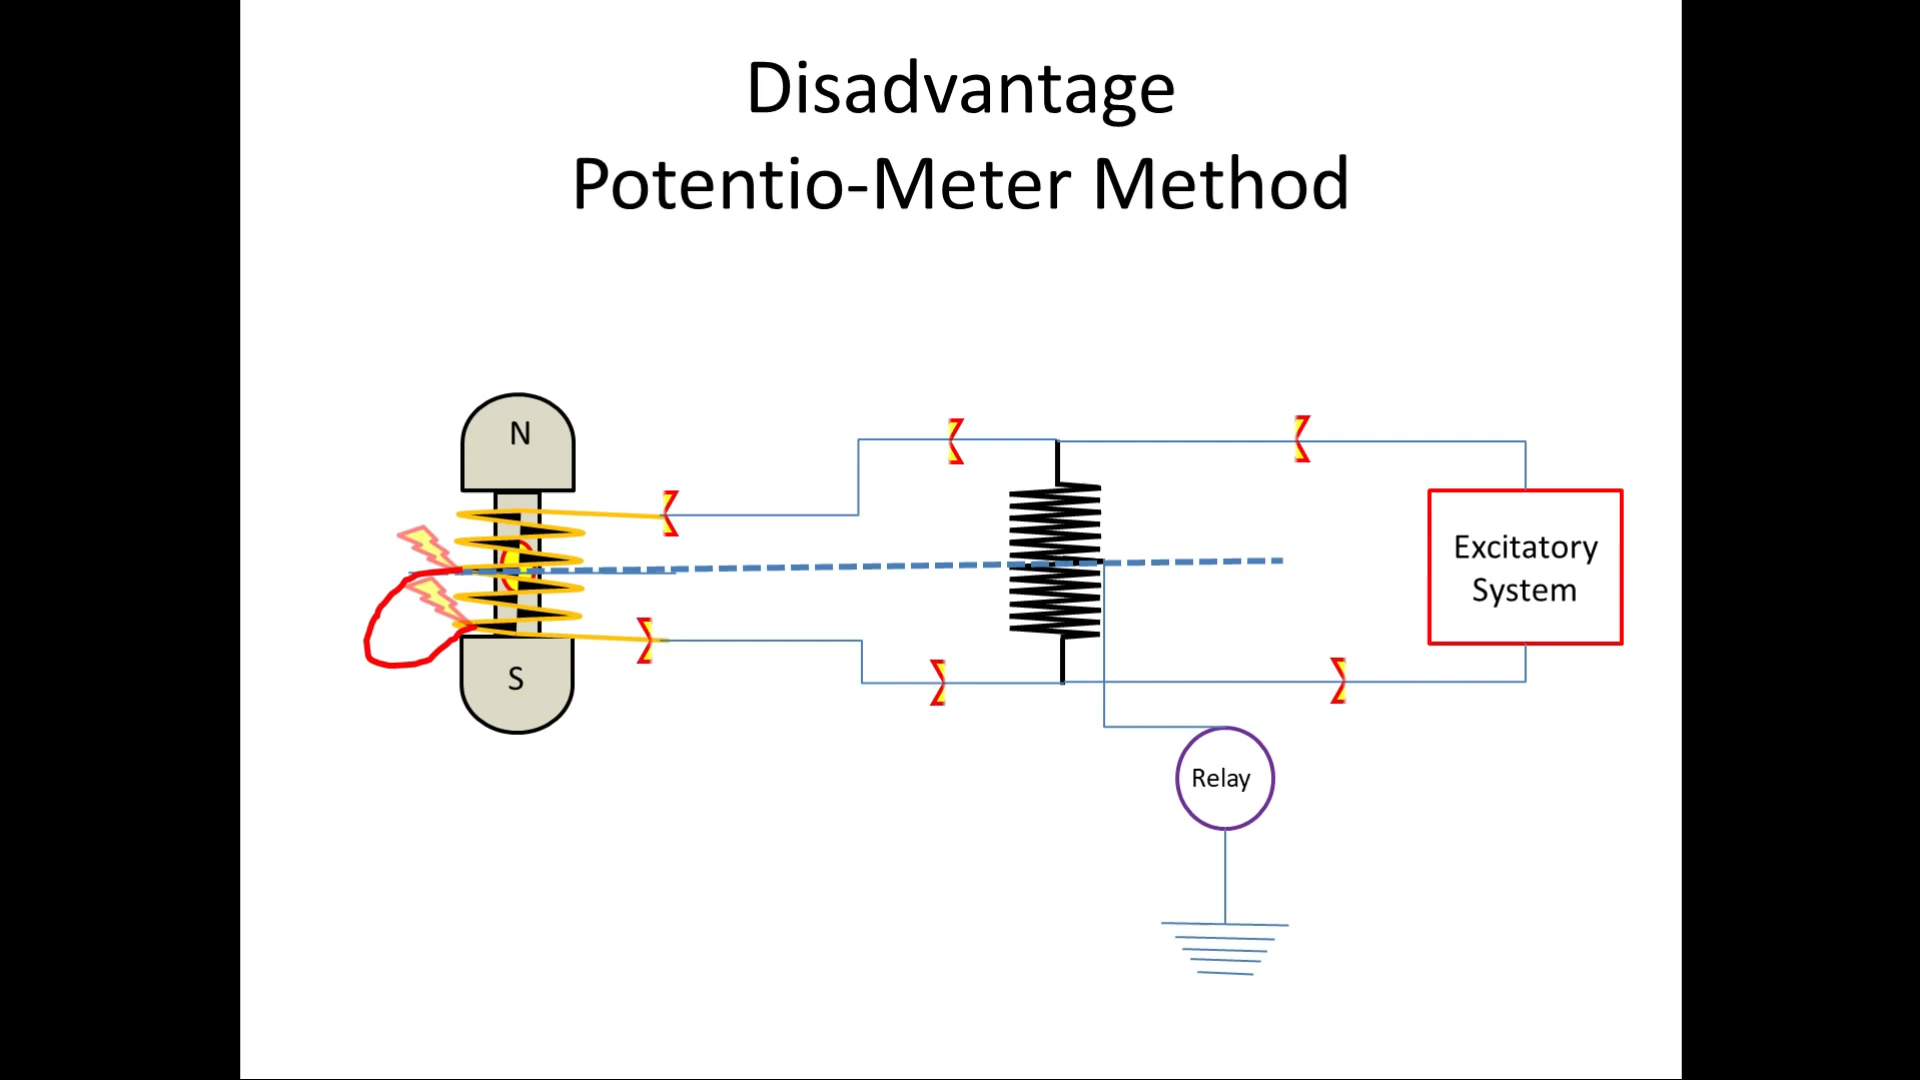 Disadvantage
Potentio-Meter Method
N
Excitatory
System
S
Relay